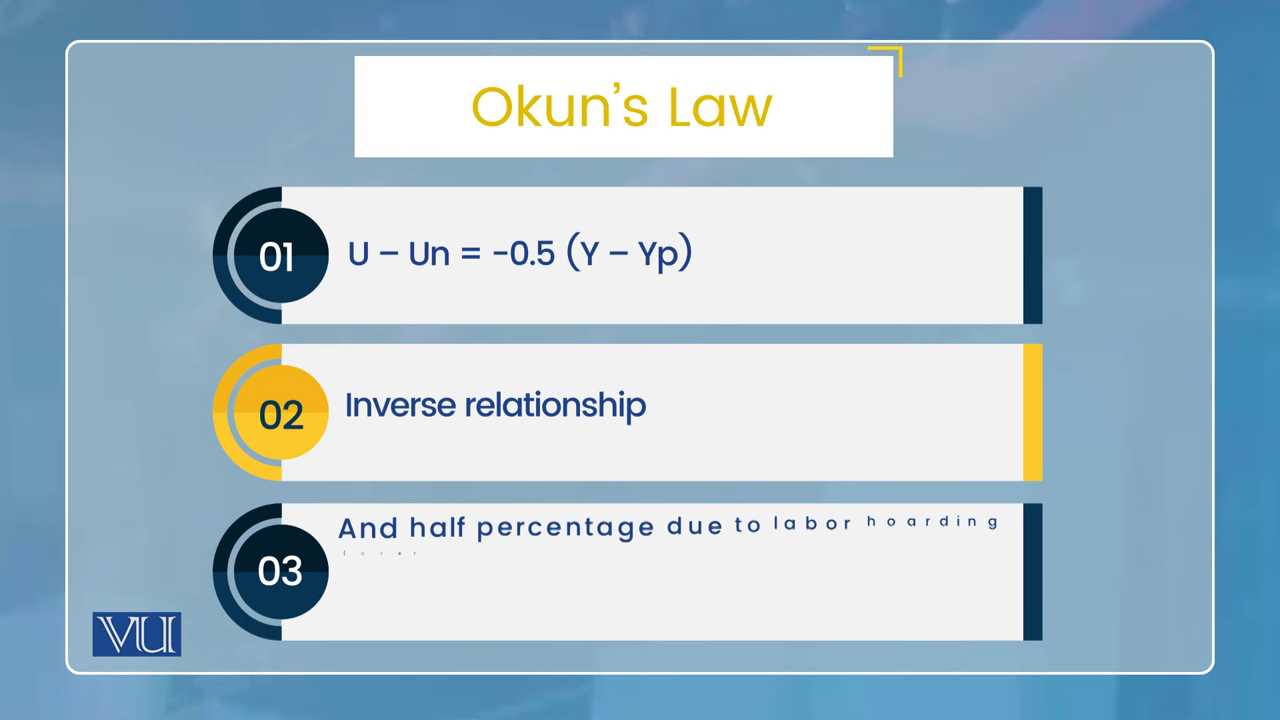 Okun's Law
01
U – Un = -0.5 (Y – Yp)
02
Inverse relationship
03
And half percentage due to labor hoarding
(over
VU